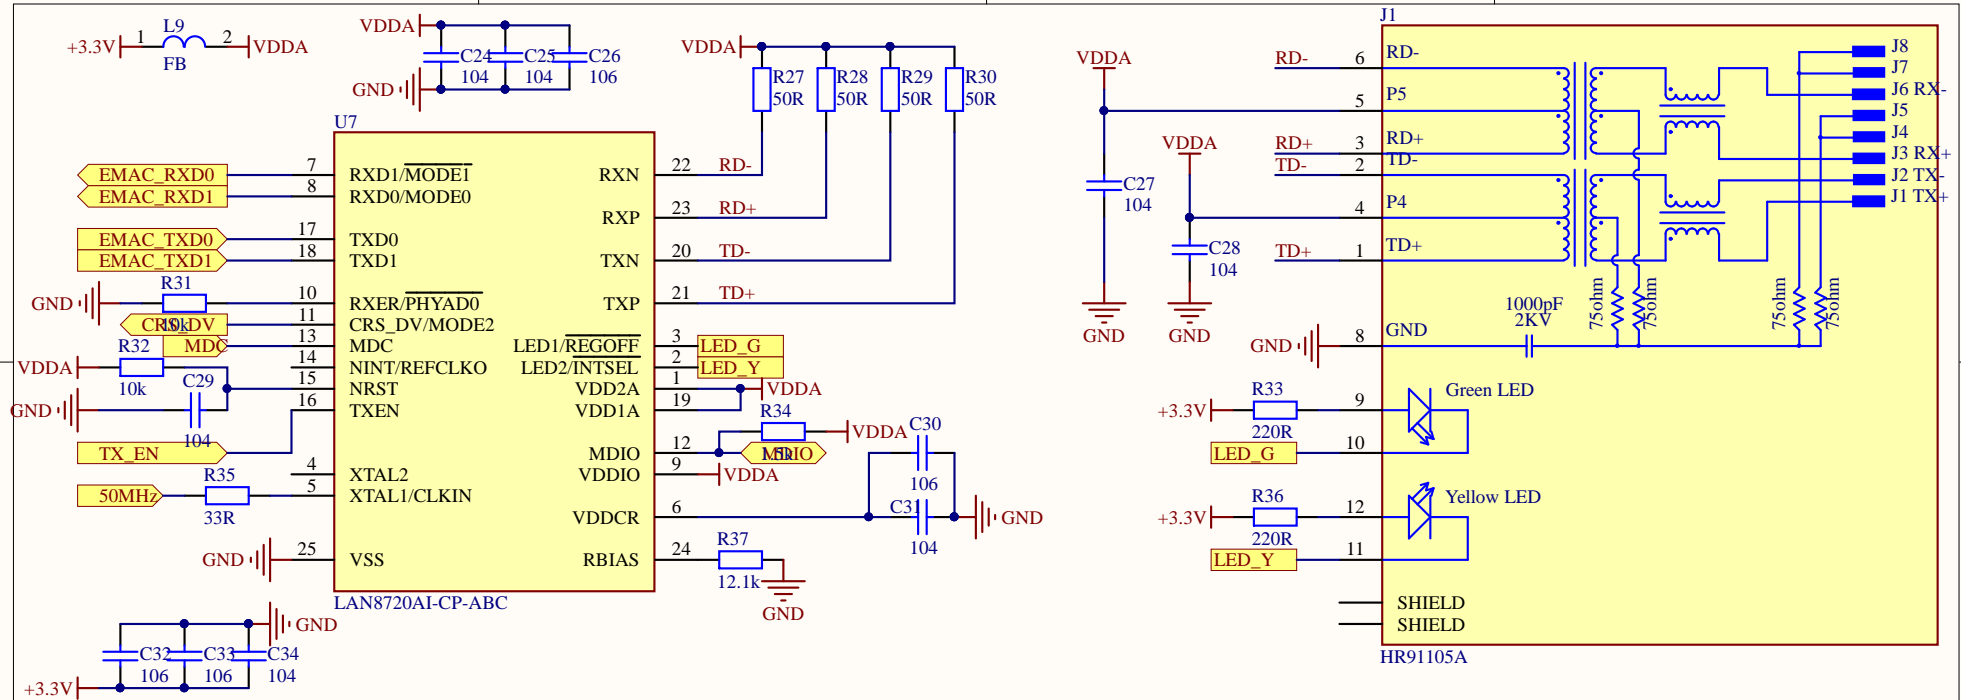 L9
+3.3V 1 2 VDDA
FB
VDDA
C24 C25 C26
104 104 106
GND
VDDA
R27 R28 R29 R30
50R 50R 50R 50R
U7
EMAC_RXD0 7 RXD1/MODE1
EMAC_RXD1 8 RXD0/MODE0
EMAC_TXD0 17 TXD0
EMAC_TXD1 18 TXD1
R31
GND 10 RXER/PHYAD0
10k
CRS_DV 11 CRS_DV/MODE2
MDC 13 MDC
R32
VDDA 14 NINT/REFCLKO
10k
C29
15 NRST
GND 16 TXEN
104
TX_EN
4 XTAL2
R35
50MHz 5 XTAL1/CLKIN
33R
GND 25 VSS
RXN 22 RD-
RXP 23 RD+
TXN 20 TD-
TXP 21 TD+
LED1/REGOFF 3 LED_G
LED2/INTSEL 2 LED_Y
VDD2A 1 VDDA
VDD1A 19
R34
VDDA
1.5k
MDIO 12 MDIO
VDDIO 9 VDDA
C30
106
VDDCR 6 C31 GND
104
R37
RBIAS 24
12.1k
GND
LAN8720AI-CP-ABC
GND
C32 C33 C34
106 106 104
+3.3V
VDDA
C27
104
GND
VDDA
C28
104
GND
J1
RD- 6 RD-
5 P5
RD+ 3 RD+
TD- 2 TD-
4 P4
TD+ 1 TD+
J8
J7
J6 RX-
J5
J4
J3 RX+
J2 TX-
J1 TX+
1000pF
2KV
75ohm 75ohm 75ohm 75ohm
GND 8 GND
R33
+3.3V 9 Green LED
220R
LED_G 10
R36
+3.3V 12 Yellow LED
220R
LED_Y 11
SHIELD
SHIELD
HR91105A